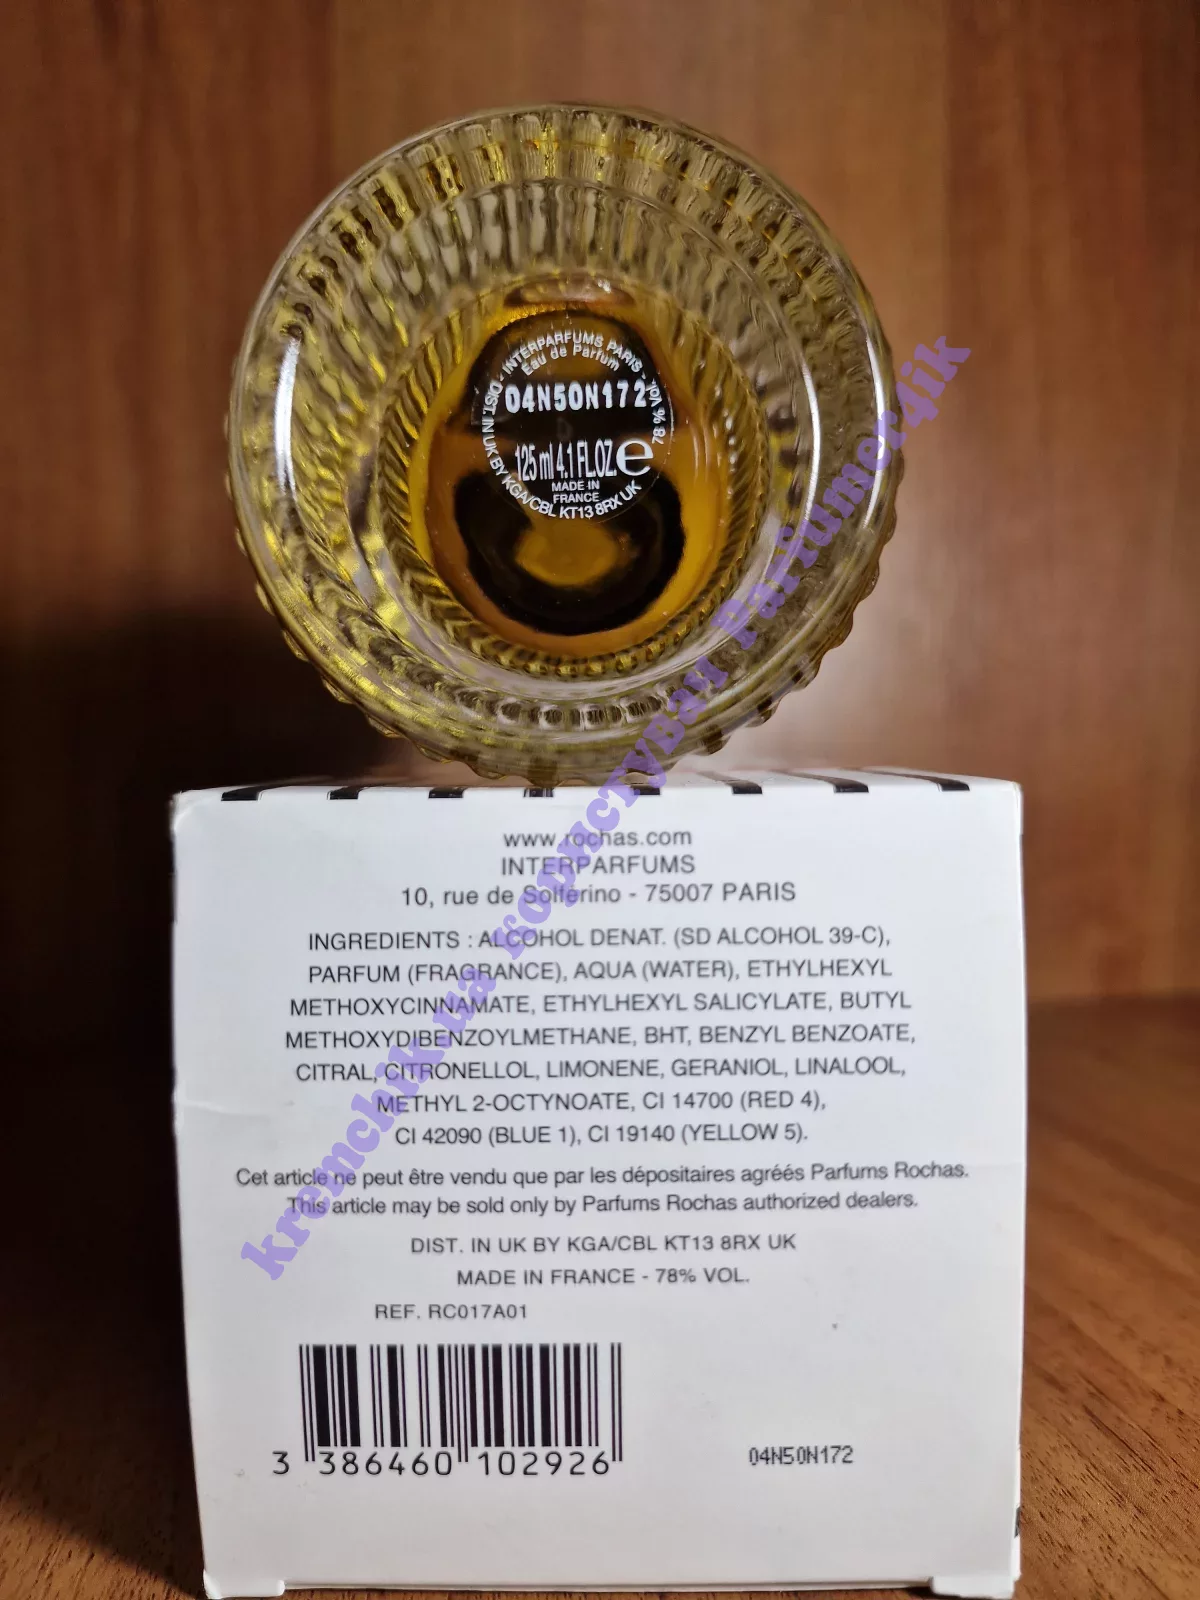 - INTERPARFUMS PARIS -
Eau de Parfum
04N50N172
125 ml 4.1 FL.OZ. e
MADE IN
FRANCE
78 % Vol.
DIST. IN UK BY KGA/CBL KT13 8RX UK
www.rochas.com
INTERPARFUMS
10, rue de Solferino - 75007 PARIS
INGREDIENTS : ALCOHOL DENAT. (SD ALCOHOL 39-C),
PARFUM (FRAGRANCE), AQUA (WATER), ETHYLHEXYL
METHOXYCINNAMATE, ETHYLHEXYL SALICYLATE, BUTYL
METHOXYDIBENZOYLMETHANE, BHT, BENZYL BENZOATE,
CITRAL, CITRONELLOL, LIMONENE, GERANIOL, LINALOOL,
METHYL 2-OCTYNOATE, CI 14700 (RED 4),
CI 42090 (BLUE 1), CI 19140 (YELLOW 5).
Cet article ne peut être vendu que par les dépositaires agréés Parfums Rochas.
This article may be sold only by Parfums Rochas authorized dealers.
DIST. IN UK BY KGA/CBL KT13 8RX UK
MADE IN FRANCE - 78% VOL.
REF. RC017A01
3 386460 102926
04N50N172
kremchik.ua користувач Parfumer4ik